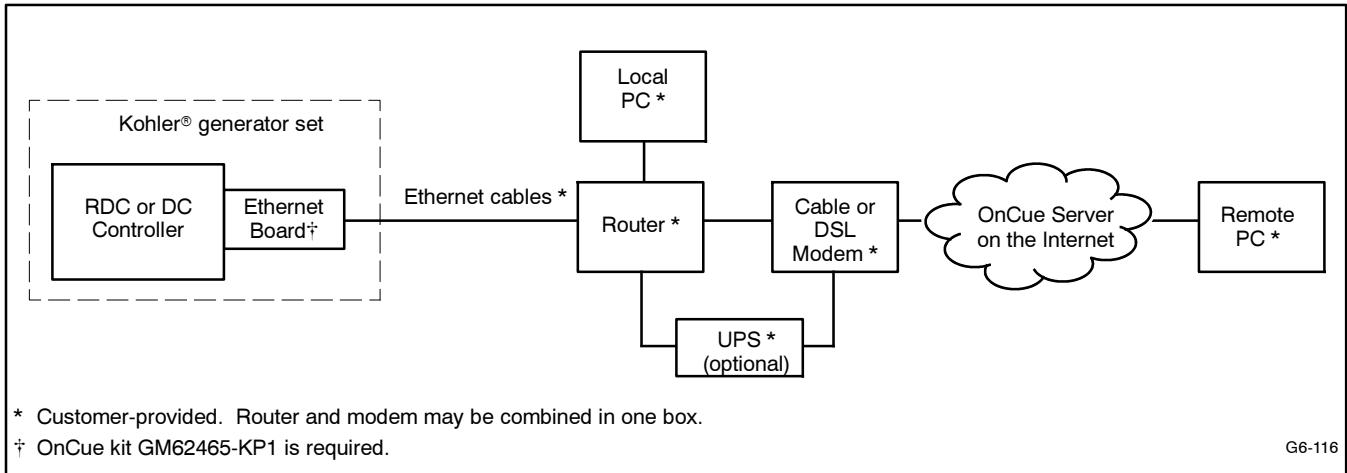 Local
PC *
Kohler® generator set
RDC or DC
Controller
Ethernet
Board†
Ethernet cables *
Router *
Cable or
DSL
Modem *
OnCue Server
on the Internet
Remote
PC *
UPS *
(optional)
* Customer-provided. Router and modem may be combined in one box.
† OnCue kit GM62465-KP1 is required.
G6-116